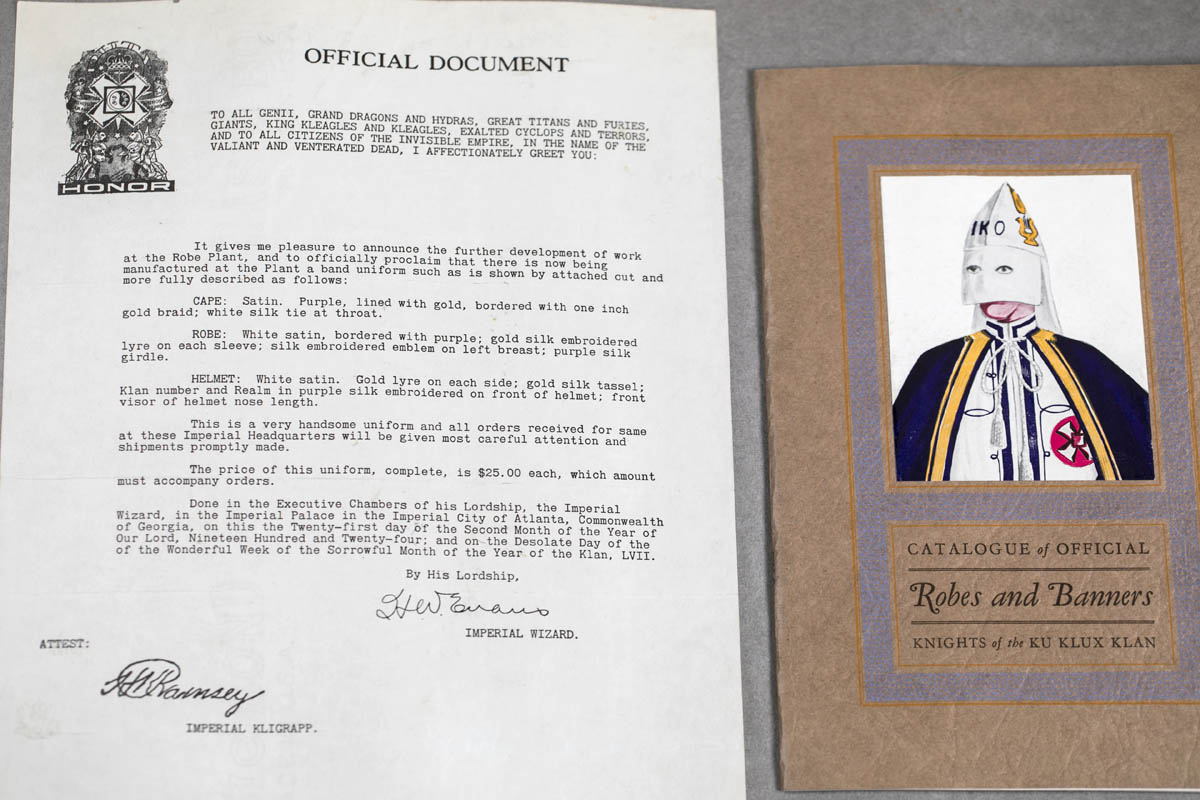 HONOR
OFFICIAL DOCUMENT
TO ALL GENII, GRAND DRAGONS AND HYDRAS, GREAT TITANS AND FURIES,
GIANTS, KING KLEAGLES AND KLEAGLES, EXALTED CYCLOPS AND TERRORS,
AND TO ALL CITIZENS OF THE INVISIBLE EMPIRE, IN THE NAME OF THE
VALIANT AND VENTERATED DEAD, I AFFECTIONATELY GREET YOU:
It gives me pleasure to announce the further development of work
at the Robe Plant, and to officially proclaim that there is now being
manufactured at the Plant a band uniform such as is shown by attached cut and
more fully described as follows:
CAPE: Satin. Purple, lined with gold, bordered with one inch
gold braid; white silk tie at throat.
ROBE: White satin, bordered with purple; gold silk embroidered
lyre on each sleeve; silk embroidered emblem on left breast; purple silk
girdle.
HELMET: White satin. Gold lyre on each side; gold silk tassel;
Klan number and Realm in purple silk embroidered on front of helmet; front
visor of helmet nose length.
This is a very handsome uniform and all orders received for same
at these Imperial Headquarters will be given most careful attention and
shipments promptly made.
The price of this uniform, complete, is $25.00 each, which amount
must accompany orders.
Done in the Executive Chambers of his Lordship, the Imperial
Wizard, in the Imperial Palace in the Imperial City of Atlanta, Commonwealth
of Georgia, on this the Twenty-first day of the Second Month of the Year of
Our Lord, Nineteen Hundred and Twenty-four; and on the Desolate Day of the
of the Wonderful Week of the Sorrowful Month of the Year of the Klan, LVII.
By His Lordship,
H.W. Evans
IMPERIAL WIZARD.
ATTEST:
Ramsey
IMPERIAL KLIGRAPP.
IKO
CATALOGUE of OFFICIAL
Robes and Banners
KNIGHTS of the KU KLUX KLAN